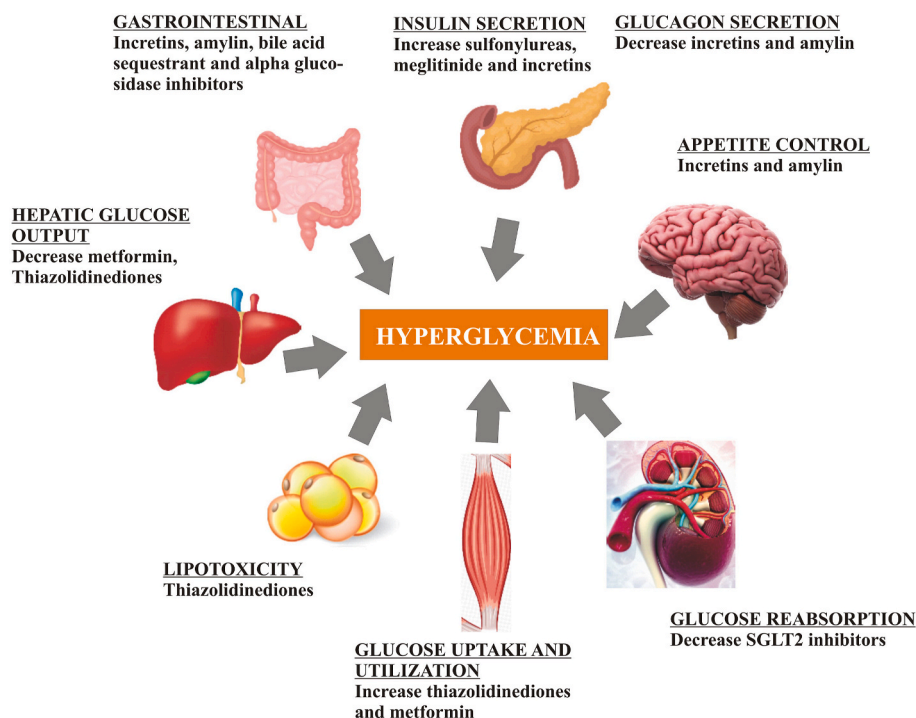 GASTROINTESTINAL
Incretins, amylin, bile acid
sequestrant and alpha gluco-
sidase inhibitors
INSULIN SECRETION
Increase sulfonylureas,
meglitinide and incretins
GLUCAGON SECRETION
Decrease incretins and amylin
APPETITE CONTROL
Incretins and amylin
HEPATIC GLUCOSE
OUTPUT
Decrease metformin,
Thiazolidinediones
HYPERGLYCEMIA
LIPOTOXICITY
Thiazolidinediones
GLUCOSE UPTAKE AND
UTILIZATION
Increase thiazolidinediones
and metformin
GLUCOSE REABSORPTION
Decrease SGLT2 inhibitors